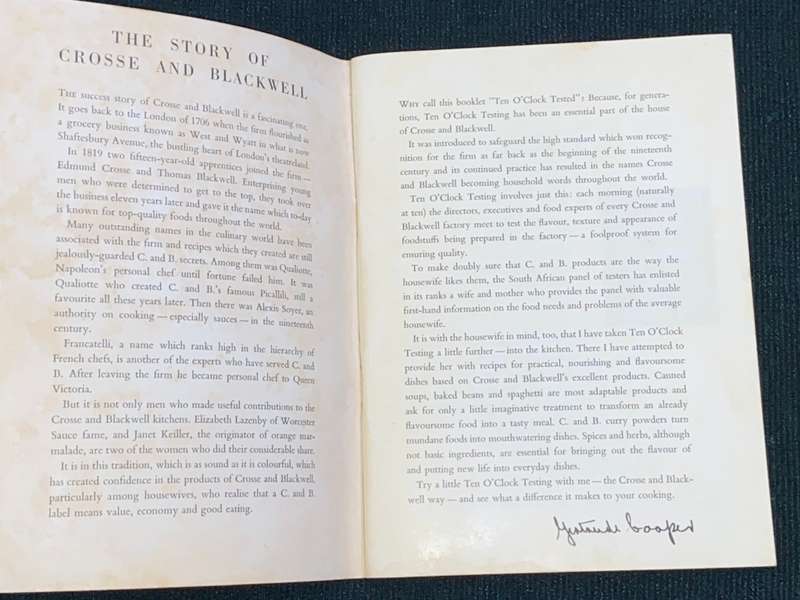 THE STORY OF
CROSSE AND BLACKWELL
THE success story of Crosse and Blackwell is a fascinating one.
It goes back to the London of 1706 when the firm flourished as
a grocery business known as West and Wyatt in what is now
Shaftesbury Avenue, the bustling heart of London's theatreland.
In 1819 two fifteen-year-old apprentices joined the firm—
Edmund Crosse and Thomas Blackwell. Enterprising young
men who were determined to get to the top, they took over
the business eleven years later and gave it the name which to-day
is known for top-quality foods throughout the world.
Many outstanding names in the culinary world have been
associated with the firm and recipes which they created are still
jealously-guarded C. and B. secrets. Among them was Qualiotte,
Napoleon's personal chef until fortune failed him. It was
Qualiotte who created C. and B.'s famous Picallili, still a
favourite all these years later. Then there was Alexis Soyer, an
authority on cooking—especially sauces—in the nineteenth
century.
Francatelli, a name which ranks high in the hierarchy of
French chefs, is another of the experts who have served C. and
B. After leaving the firm he became personal chef to Queen
Victoria.
But it is not only men who made useful contributions to the
Crosse and Blackwell kitchens. Elizabeth Lazenby of Worcester
Sauce fame, and Janet Keiller, the originator of orange mar-
malade, are two of the women who did their considerable share.
It is in this tradition, which is as sound as it is colourful, which
has created confidence in the products of Crosse and Blackwell,
particularly among housewives, who realise that a C. and B.
label means value, economy and good eating.
WHY call this booklet "Ten O'Clock Tested"? Because, for genera-
tions, Ten O'Clock Testing has been an essential part of the house
of Crosse and Blackwell.
It was introduced to safeguard the high standard which won recog-
nition for the firm as far back as the beginning of the nineteenth
century and its continued practice has resulted in the names Crosse
and Blackwell becoming household words throughout the world.
Ten O'Clock Testing involves just this: each morning (naturally
at ten) the directors, executives and food experts of every Crosse and
Blackwell factory meet to test the flavour, texture and appearance of
foodstuffs being prepared in the factory—a foolproof system for
ensuring quality.
To make doubly sure that C. and B. products are the way the
housewife likes them, the South African panel of testers has enlisted
in its ranks a wife and mother who provides the panel with valuable
first-hand information on the food needs and problems of the average
housewife.
It is with the housewife in mind, too, that I have taken Ten O'Clock
Testing a little further—into the kitchen. There I have attempted to
provide her with recipes for practical, nourishing and flavoursome
dishes based on Crosse and Blackwell's excellent products. Canned
soups, baked beans and spaghetti are most adaptable products and
ask for only a little imaginative treatment to transform an already
flavoursome food into a tasty meal. C. and B. curry powders turn
mundane foods into mouthwatering dishes. Spices and herbs, although
not basic ingredients, are essential for bringing out the flavour of
and putting new life into everyday dishes.
Try a little Ten O'Clock Testing with me—the Crosse and Black-
well way—and see what a difference it makes to your cooking.
Gertrude Cooper